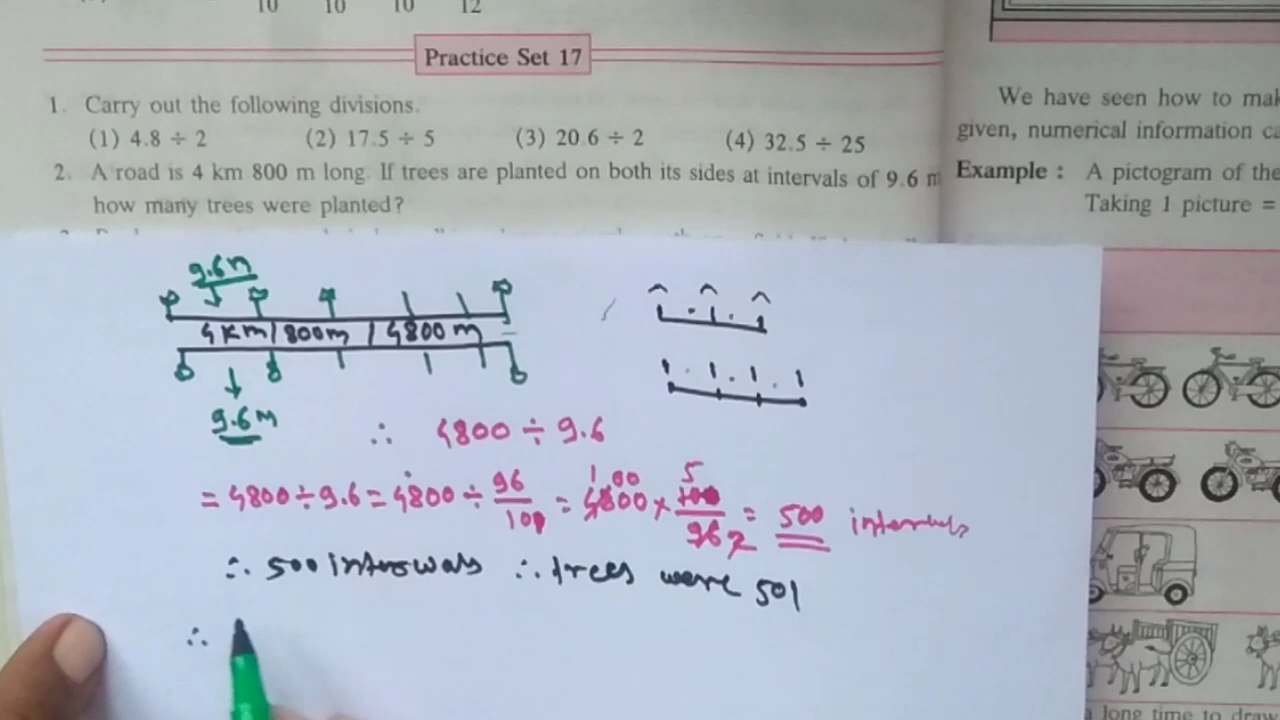 10 10 10 12
Practice Set 17
1. Carry out the following divisions.
(1) 4.8 ÷ 2 (2) 17.5 ÷ 5 (3) 20.6 ÷ 2 (4) 32.5 ÷ 25
2. A road is 4 km 800 m long. If trees are planted on both its sides at intervals of 9.6 m
how many trees were planted?
We have seen how to mak
given, numerical information ca
Example : A pictogram of the
Taking 1 picture =
9.6m
4 km / 800m / 4800 m
9.6 m
∴ 4800 ÷ 9.6
= 4800 ÷ 9.6 = 4800 ÷ 96/10 = 4800 × 100/96 = 500 intervals
∴ 500 intervals ∴ trees were 501
∴
a long time to draw